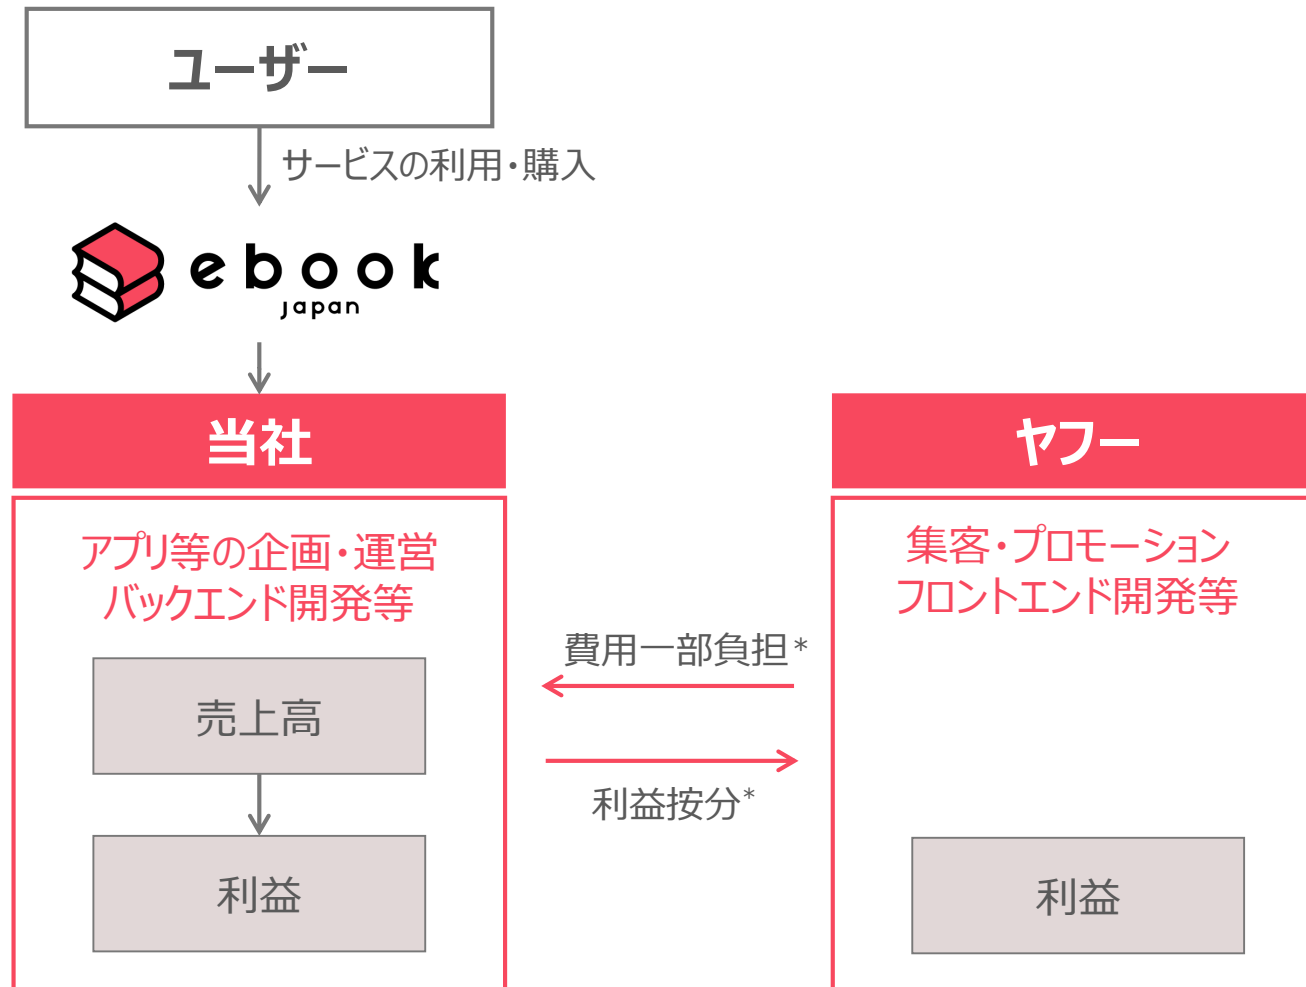 ユーザー
サービスの利用・購入
ebook
japan
当社
ヤフー
アプリ等の企画・運営
バックエンド開発等
集客・プロモーション
フロントエンド開発等
費用一部負担*
売上高
利益按分*
利益
利益